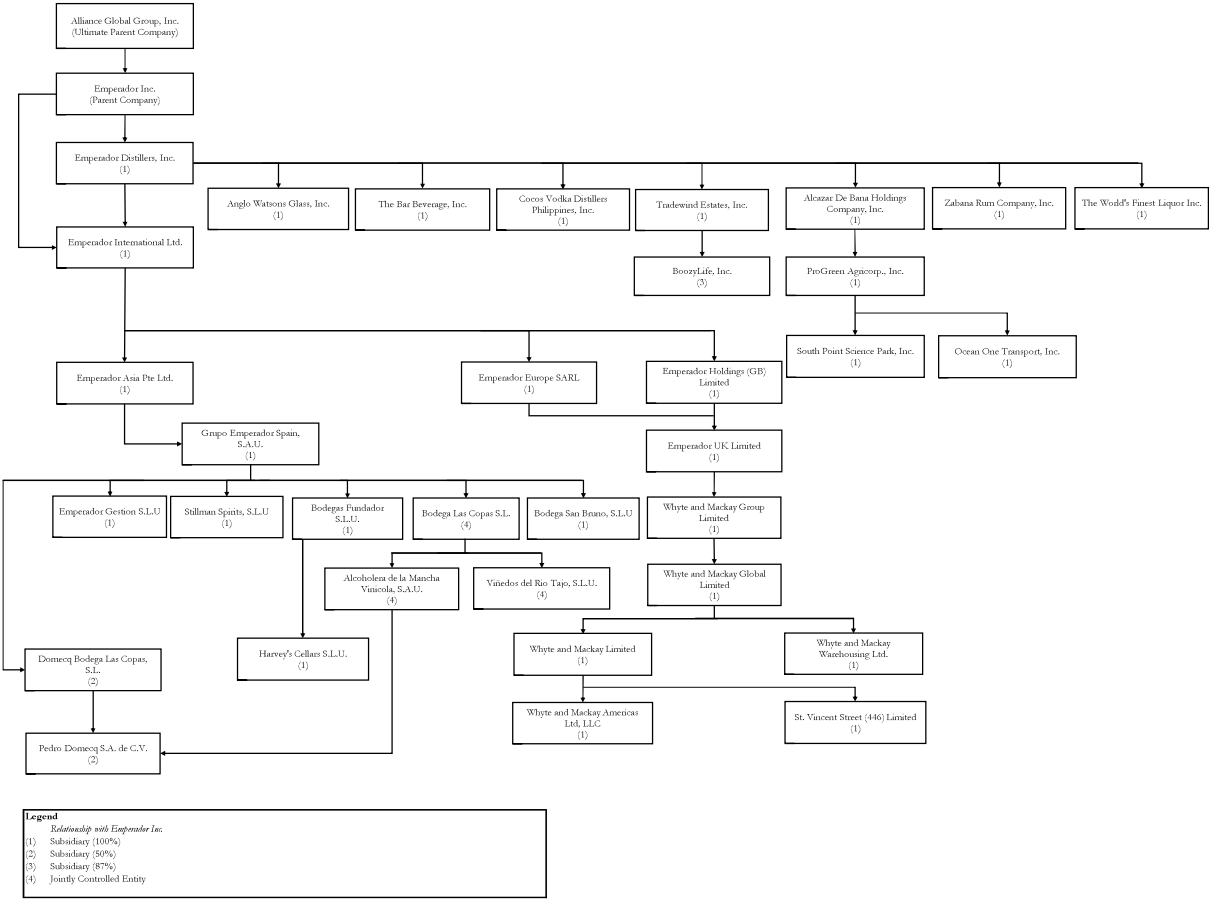 Alliance Global Group, Inc.
(Ultimate Parent Company)
Emperador Inc.
(Parent Company)
Emperador Distillers, Inc.
(1)
Anglo Watsons Glass, Inc.
(1)
The Bar Beverage, Inc.
(1)
Cocos Vodka Distillers
Philippines, Inc.
(1)
Tradewind Estates, Inc.
(1)
Alcazar De Bana Holdings
Company, Inc.
(1)
Zabana Rum Company, Inc.
(1)
The World's Finest Liquor Inc.
(1)
Emperador International Ltd.
(1)
BoozyLife, Inc.
(3)
ProGreen Agricorp., Inc.
(1)
South Point Science Park, Inc.
(1)
Ocean One Transport, Inc.
(1)
Emperador Asia Pte Ltd.
(1)
Emperador Europe SARL
(1)
Emperador Holdings (GB)
Limited
(1)
Grupo Emperador Spain,
S.A.U.
(1)
Emperador UK Limited
(1)
Emperador Gestion S.L.U
(1)
Stillman Spirits, S.L.U
(1)
Bodegas Fundador
S.L.U.
(1)
Bodega Las Copas S.L.
(4)
Bodega San Bruno, S.L.U
(1)
Whyte and Mackay Group
Limited
(1)
Alcoholera de la Mancha
Vinicola, S.A.U.
(4)
Viñedos del Rio Tajo, S.L.U.
(4)
Whyte and Mackay Global
Limited
(1)
Harvey's Cellars S.L.U.
(1)
Whyte and Mackay Limited
(1)
Whyte and Mackay
Warehousing Ltd.
(1)
Domecq Bodega Las Copas,
S.L.
(2)
Whyte and Mackay Americas
Ltd, LLC
(1)
St. Vincent Street (446) Limited
(1)
Pedro Domecq S.A. de C.V.
(2)
Legend
Relationship with Emperador Inc.
(1) Subsidiary (100%)
(2) Subsidiary (50%)
(3) Subsidiary (87%)
(4) Jointly Controlled Entity